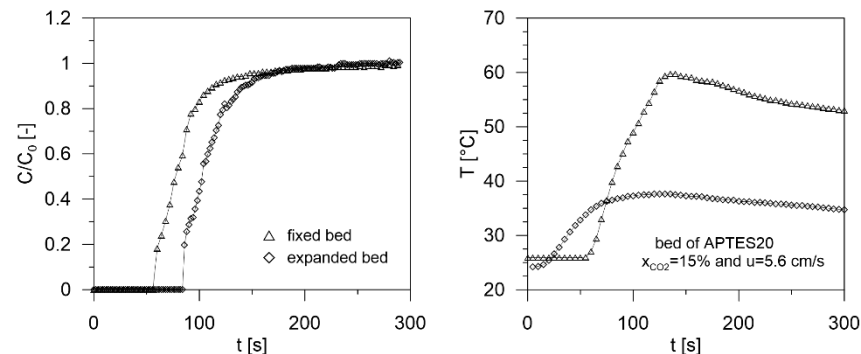 1.2
1
0.8
0.6
0.4
0.2
0
C/C0 [-]
fixed bed
expanded bed
0 100 200 300
t [s]
70
60
50
40
30
20
T [°C]
bed of APTES20
xCO2=15% and u=5.6 cm/s
0 100 200 300
t [s]